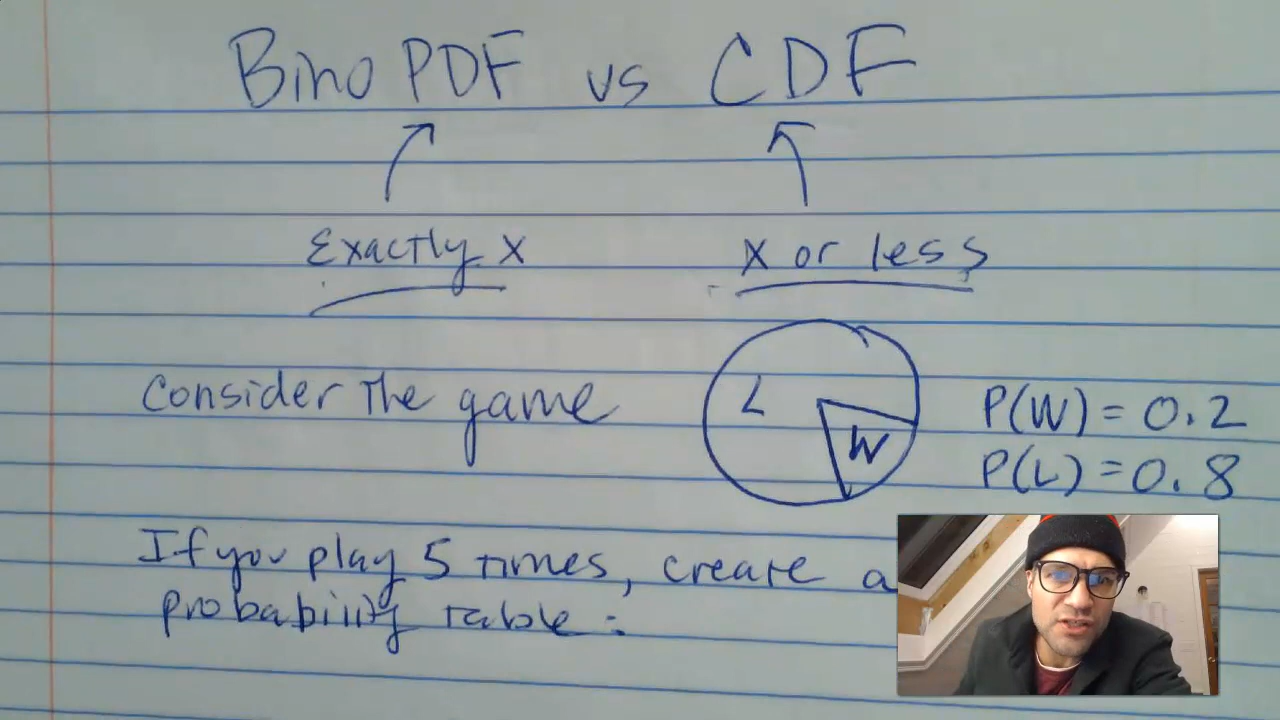 Bino PDF vs CDF
Exactly x
x or less
Consider The game
L
W
P(W) = 0.2
P(L) = 0.8
If you play 5 times, create a
probability table: